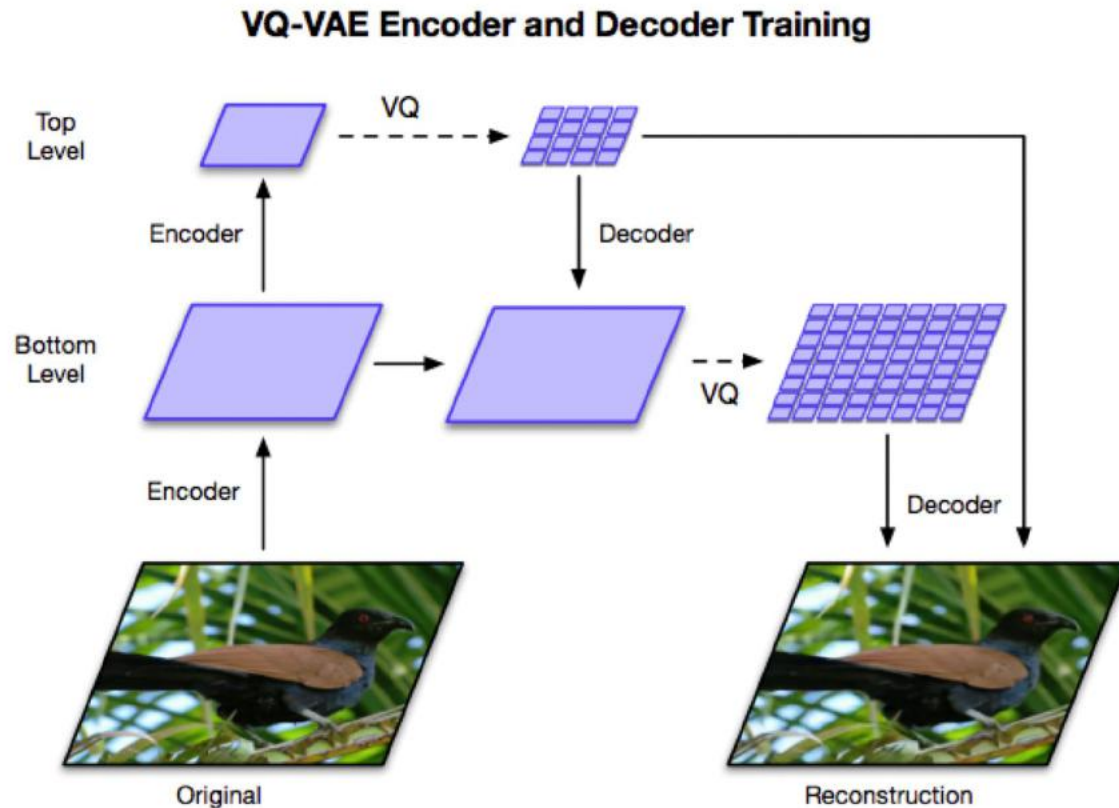 VQ-VAE Encoder and Decoder Training
Top
Level
VQ
Encoder
Decoder
Bottom
Level
VQ
Encoder
Decoder
Original
Reconstruction